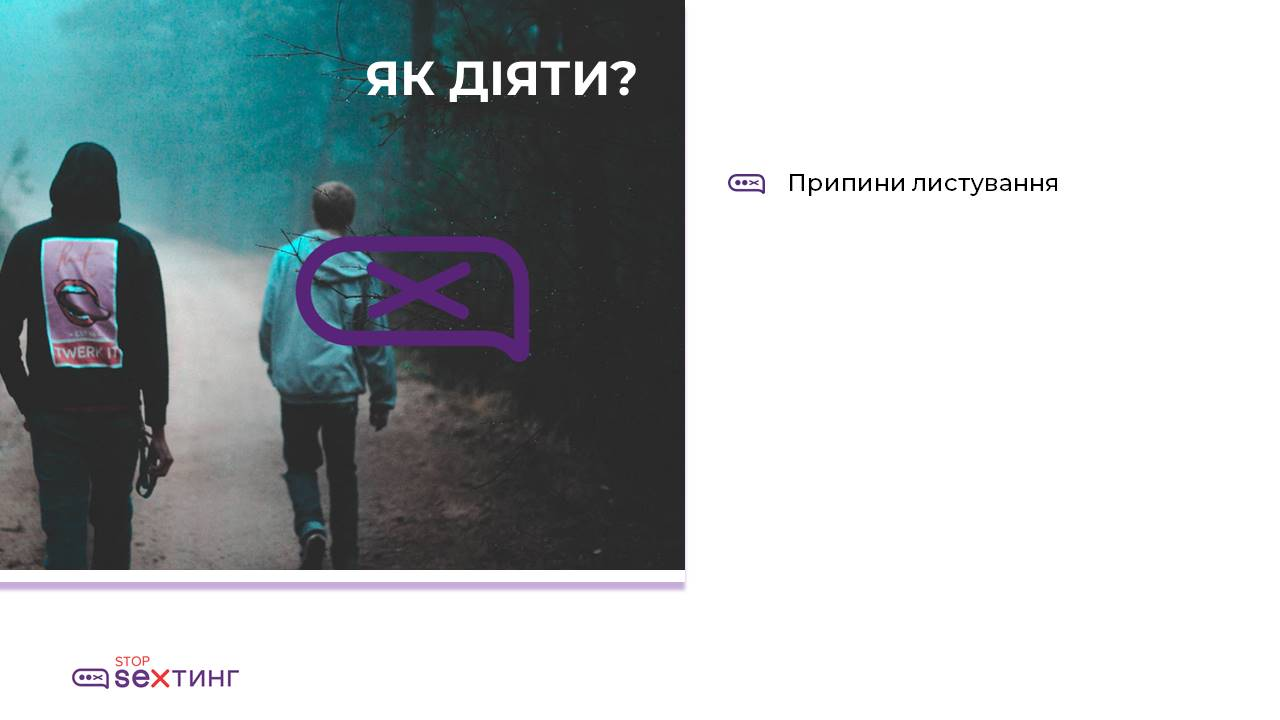 ЯК ДІЯТИ?
Припини листування
TWERK IT
STOP
sexтинг